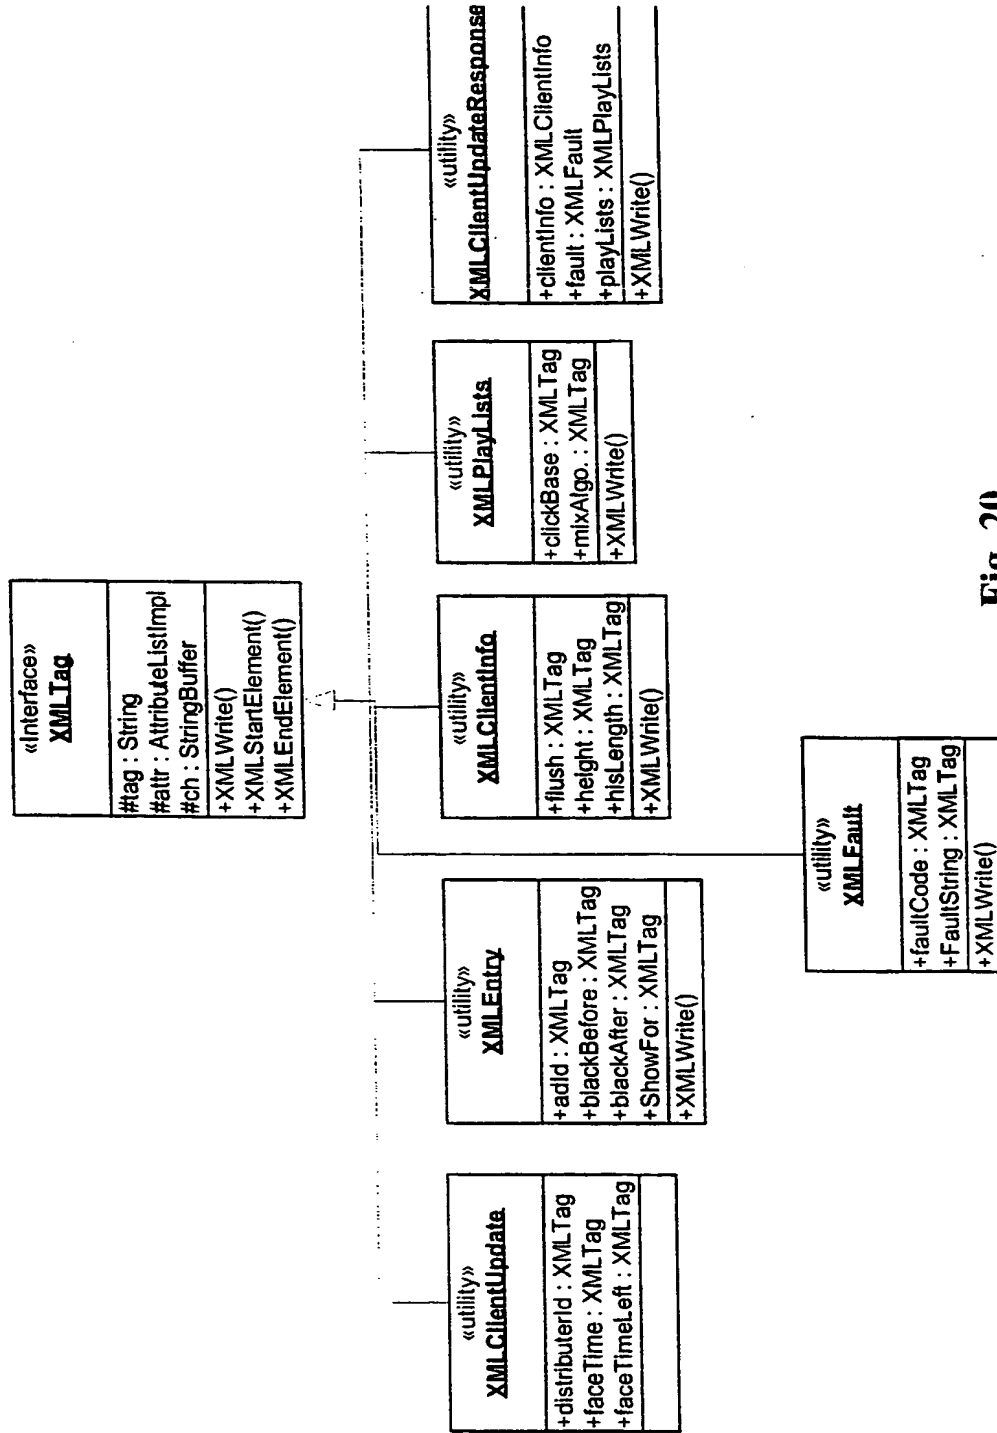 «Interface»
XMLTag
#tag : String
#attr : AttributeListImpl
#ch : StringBuffer
+XMLWrite()
+XMLStartElement()
+XMLEndElement()
«utility»
XMLClientUpdate
+distributerId : XMLTag
+faceTime : XMLTag
+faceTimeLeft : XMLTag
«utility»
XMLEntry
+adId : XMLTag
+blackBefore : XMLTag
+blackAfter : XMLTag
+ShowFor : XMLTag
+XMLWrite()
«utility»
XMLClientInfo
+flush : XMLTag
+height : XMLTag
+hisLength : XMLTag
+XMLWrite()
«utility»
XMLPlayLists
+clickBase : XMLTag
+mixAlgo. : XMLTag
+XMLWrite()
«utility»
XMLClientUpdateResponse
+clientInfo : XMLClientInfo
+fault : XMLFault
+playLists : XMLPlayLists
+XMLWrite()
«utility»
XMLFault
+faultCode : XMLTag
+FaultString : XMLTag
+XMLWrite()
Fig. 20